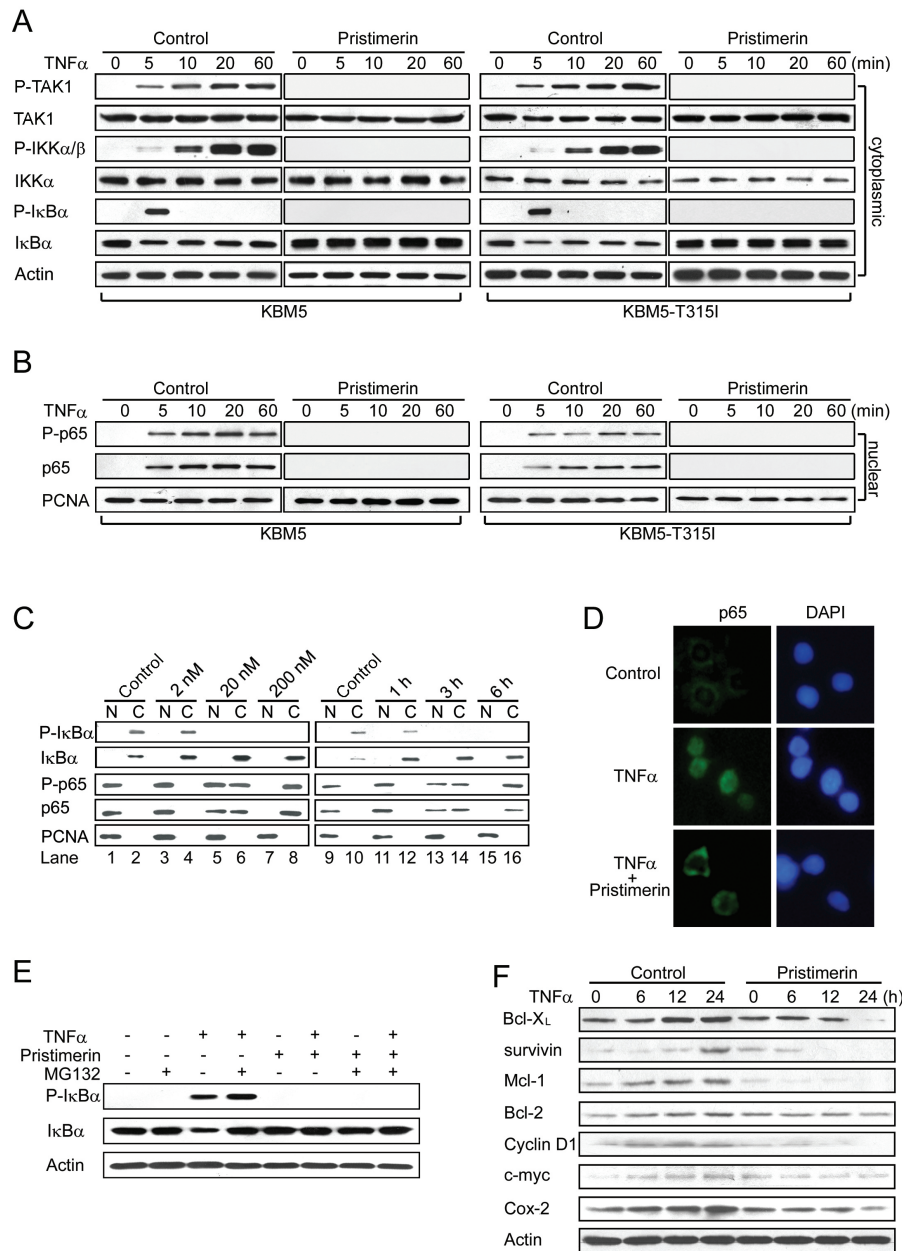 A
Control Pristimerin Control Pristimerin
TNFα 0 5 10 20 60 0 5 10 20 60 0 5 10 20 60 0 5 10 20 60 (min)
P-TAK1
TAK1
P-IKKα/β
IKKα
P-IκBα
IκBα
Actin
cytoplasmic
KBM5 KBM5-T315I
B
Control Pristimerin Control Pristimerin
TNFα 0 5 10 20 60 0 5 10 20 60 0 5 10 20 60 0 5 10 20 60 (min)
P-p65
p65
PCNA
nuclear
KBM5 KBM5-T315I
C
Control 2 nM 20 nM 200 nM Control 1 h 3 h 6 h
N C N C N C N C N C N C N C N C
P-IκBα
IκBα
P-p65
p65
PCNA
Lane 1 2 3 4 5 6 7 8 9 10 11 12 13 14 15 16
D
p65 DAPI
Control
TNFα
TNFα
+
Pristimerin
E
TNFα - - + + - + - +
Pristimerin - - - - + + + +
MG132 - + - + - - + +
P-IκBα
IκBα
Actin
F
Control Pristimerin
TNFα 0 6 12 24 0 6 12 24 (h)
Bcl-XL
survivin
Mcl-1
Bcl-2
Cyclin D1
c-myc
Cox-2
Actin